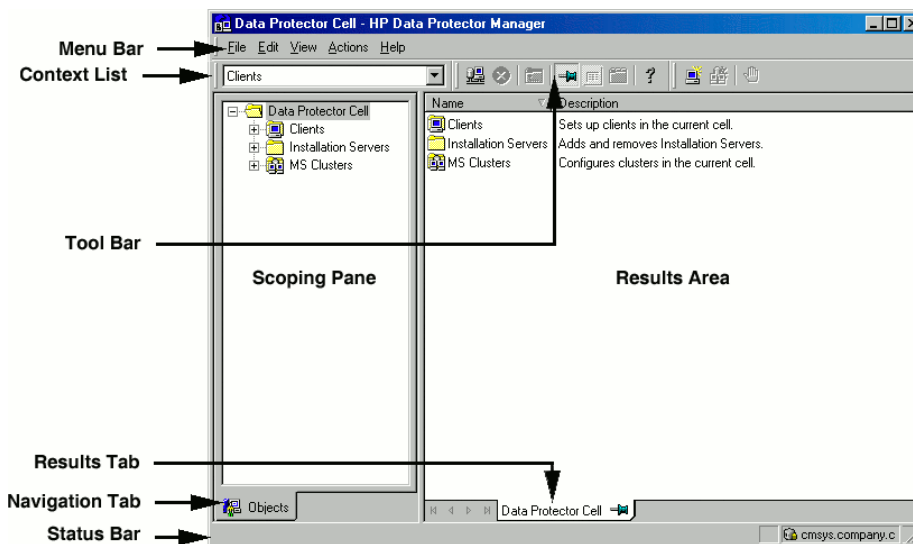 Data Protector Cell - HP Data Protector Manager
Menu Bar
File Edit View Actions Help
Context List
Clients
Name Description
Data Protector Cell
Clients
Installation Servers
MS Clusters
Clients Sets up clients in the current cell.
Installation Servers Adds and removes Installation Servers.
MS Clusters Configures clusters in the current cell.
Tool Bar
Scoping Pane
Results Area
Results Tab
Navigation Tab
Objects
Data Protector Cell
Status Bar
cmsys.company.c